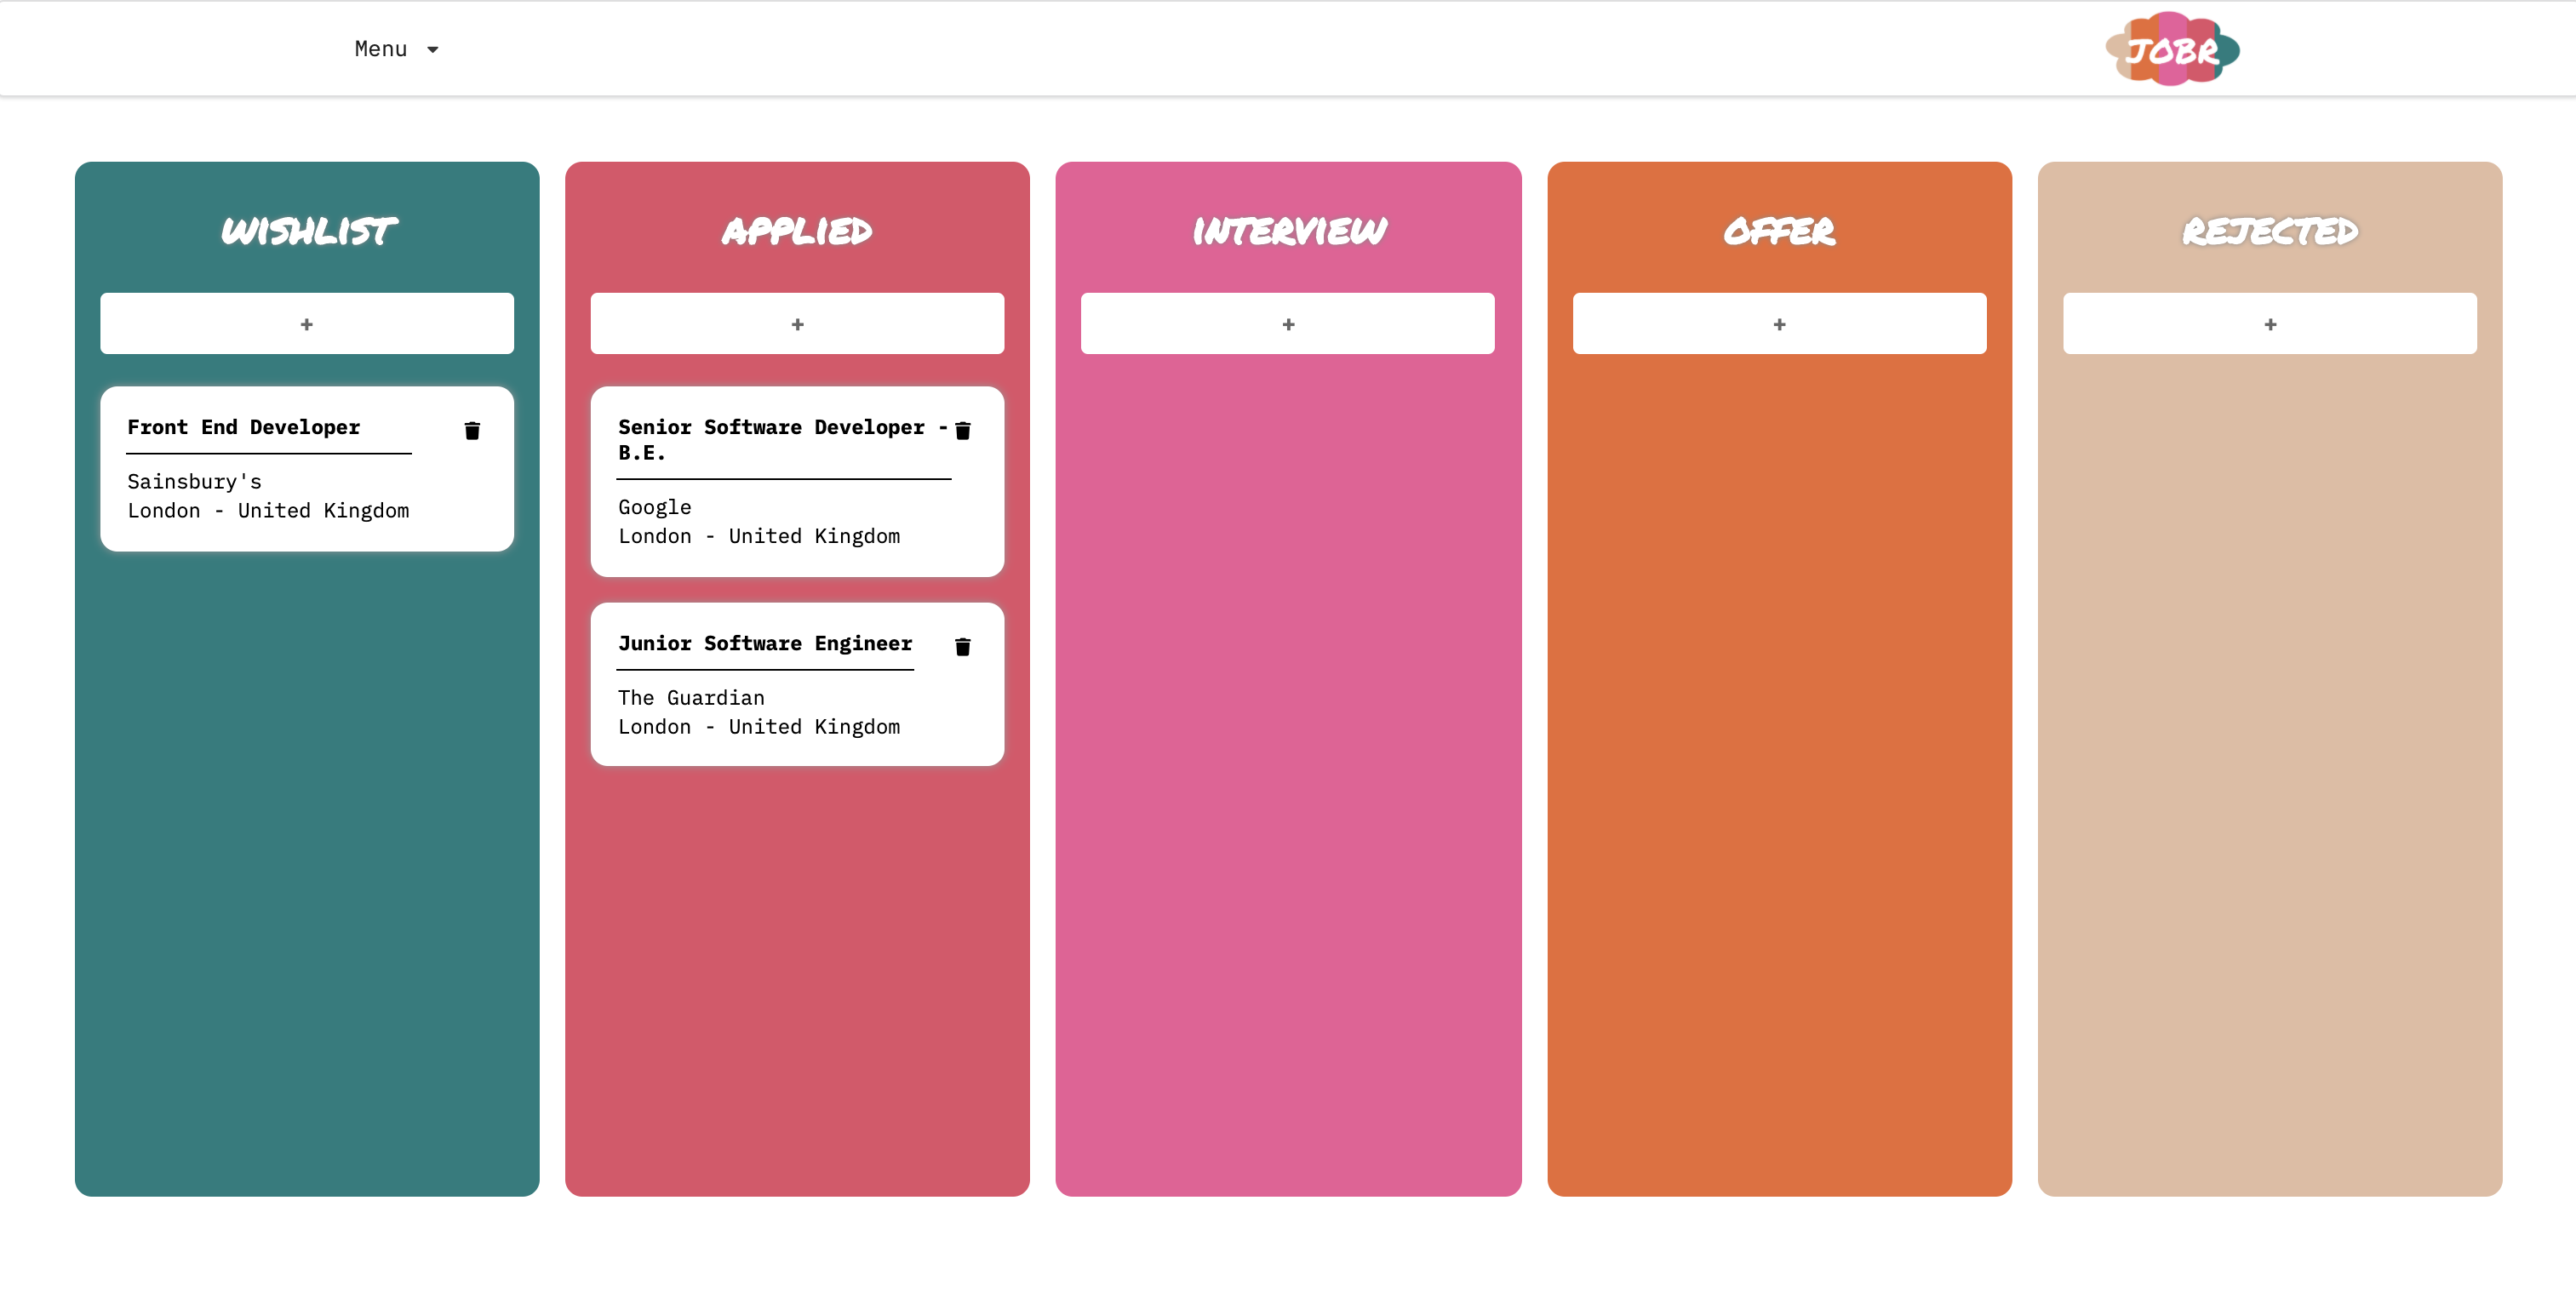 Menu
JOBR
WISHLIST
+
Front End Developer
Sainsbury's
London - United Kingdom
APPLIED
+
Senior Software Developer -
B.E.
Google
London - United Kingdom
Junior Software Engineer
The Guardian
London - United Kingdom
INTERVIEW
+
OFFER
+
REJECTED
+